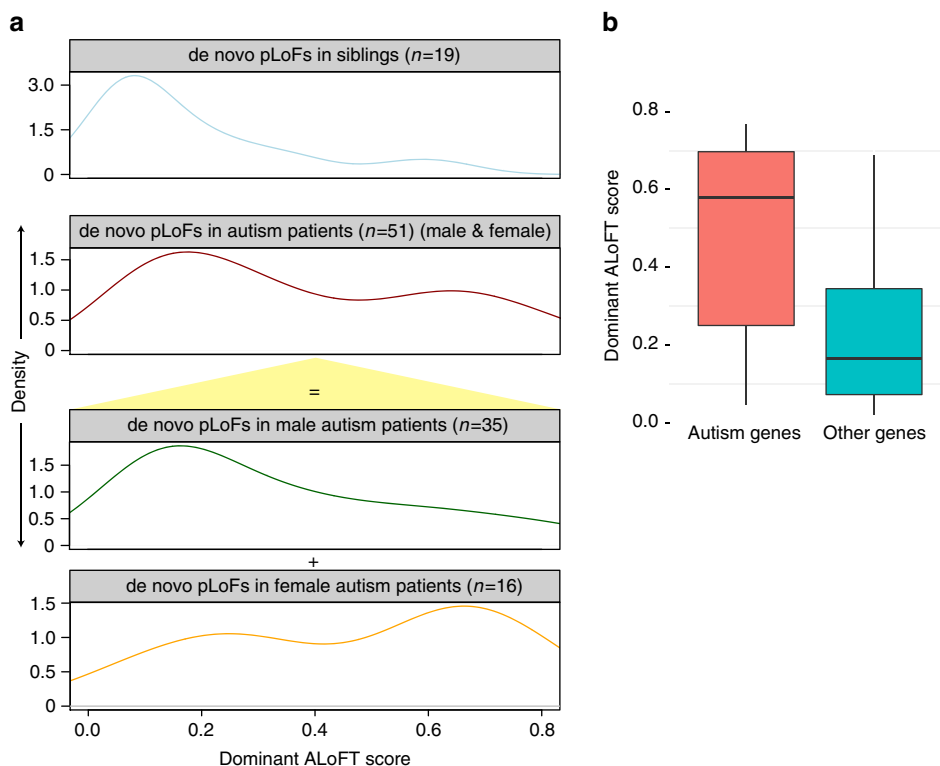 a
de novo pLoFs in siblings (n=19)
3.0
1.5
0
de novo pLoFs in autism patients (n=51) (male & female)
1.5
1.0
0.5
0
Density
=
de novo pLoFs in male autism patients (n=35)
1.5
1.0
0.5
0
+
de novo pLoFs in female autism patients (n=16)
1.5
1.0
0.5
0
0.0 0.2 0.4 0.6 0.8
Dominant ALoFT score
b
0.8
0.6
0.4
0.2
0.0
Dominant ALoFT score
Autism genes Other genes